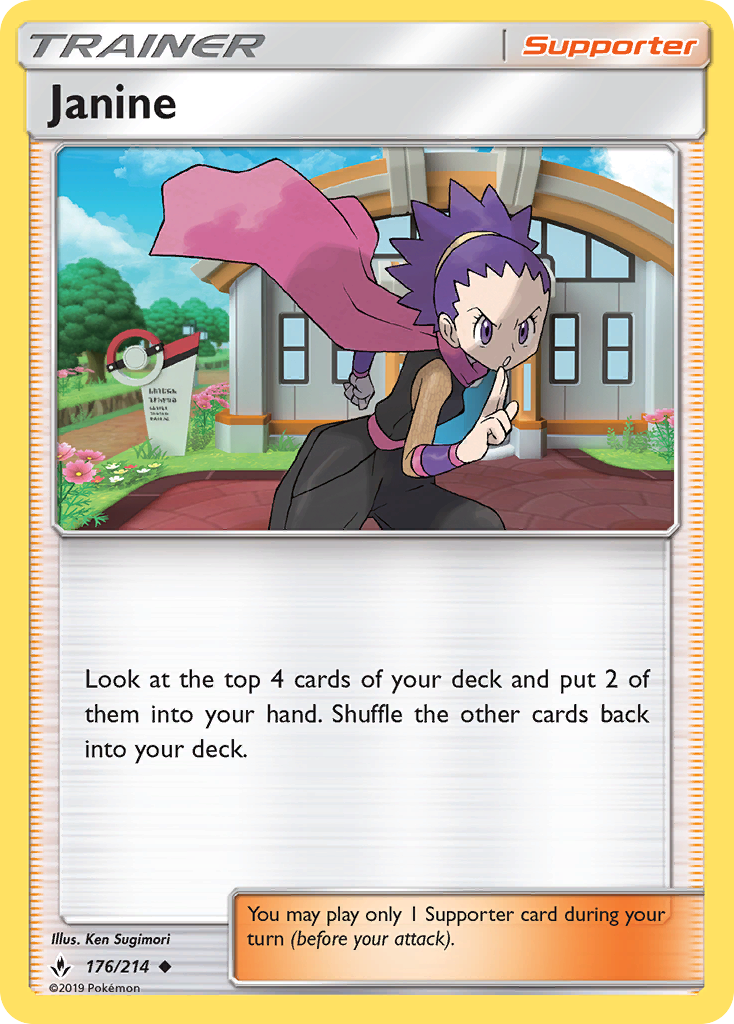 TRAINER
Supporter
Janine
Look at the top 4 cards of your deck and put 2 of
them into your hand. Shuffle the other cards back
into your deck.
You may play only 1 Supporter card during your
turn (before your attack).
Illus. Ken Sugimori
176/214 ◆
©2019 Pokémon